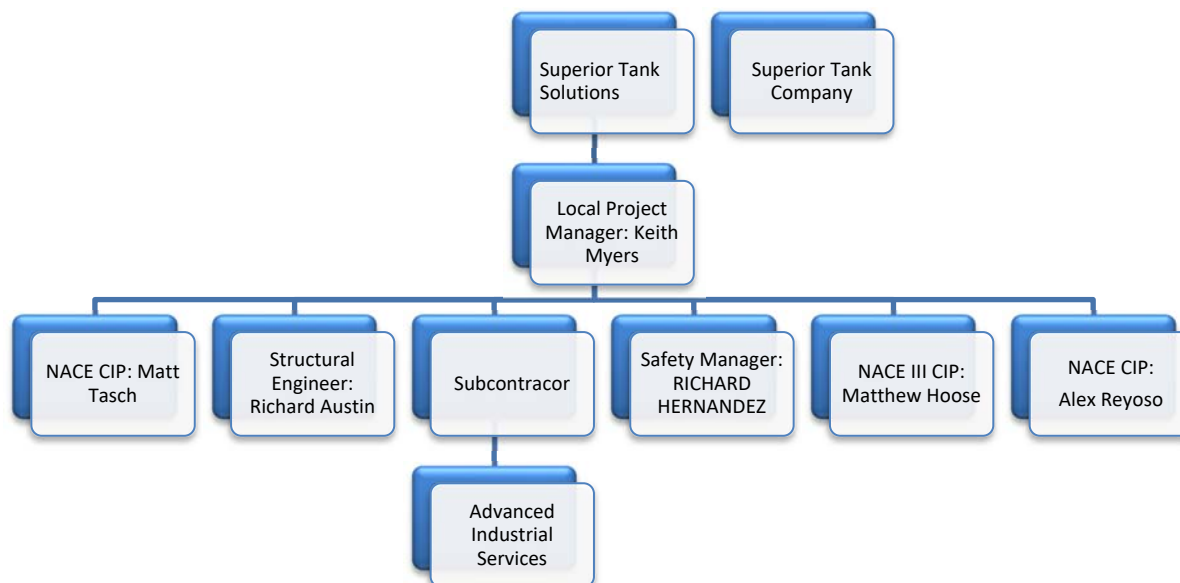 Superior Tank
Solutions
Superior Tank
Company
Local Project
Manager: Keith
Myers
NACE CIP: Matt
Tasch
Structural
Engineer:
Richard Austin
Subcontracor
Safety Manager:
RICHARD
HERNANDEZ
NACE III CIP:
Matthew Hoose
NACE CIP:
Alex Reyoso
Advanced
Industrial
Services